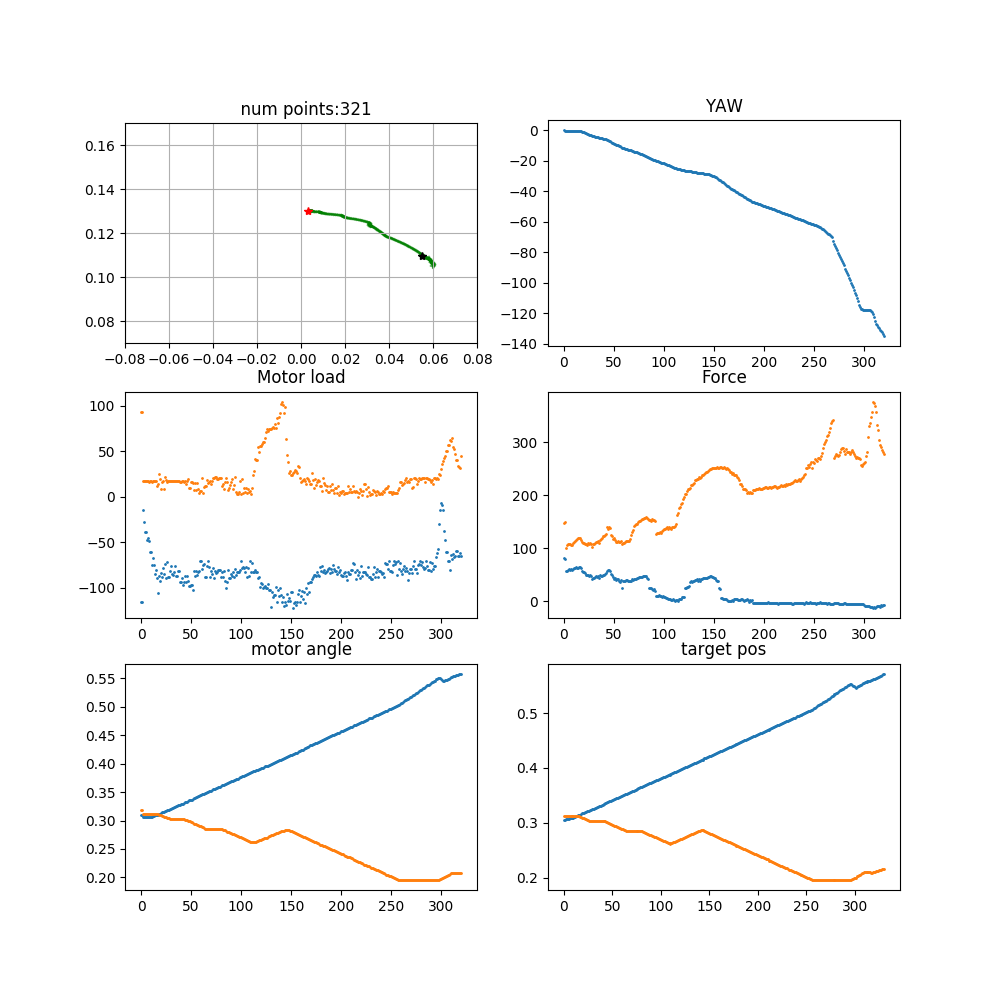 num points:321
YAW
0.16
0.14
0.12
0.10
0.08
−0.08 −0.06 −0.04 −0.02 0.00 0.02 0.04 0.06 0.08
0
−20
−40
−60
−80
−100
−120
−140
0 50 100 150 200 250 300
Motor load
Force
100
50
0
−50
−100
0 50 100 150 200 250 300
300
200
100
0
0 50 100 150 200 250 300
motor angle
target pos
0.55
0.50
0.45
0.40
0.35
0.30
0.25
0.20
0 50 100 150 200 250 300
0.5
0.4
0.3
0.2
0 50 100 150 200 250 300